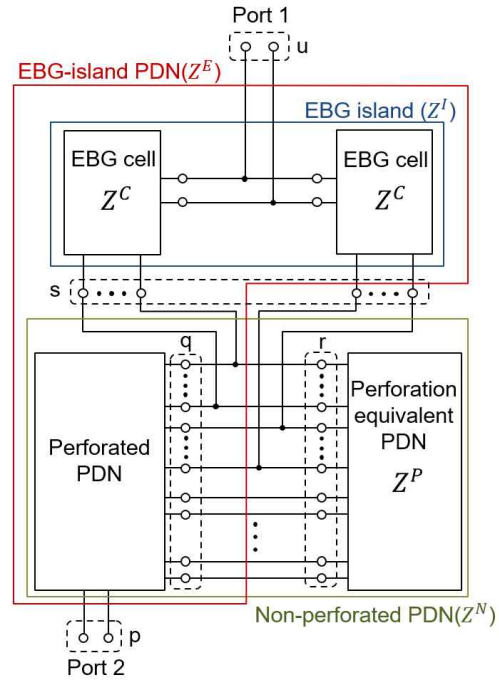 Port 1
u
EBG-island PDN(Z^E)
EBG island (Z^I)
EBG cell
Z^C
EBG cell
Z^C
s
q
r
Perforated
PDN
Perforation
equivalent
PDN
Z^P
Non-perforated PDN(Z^N)
p
Port 2